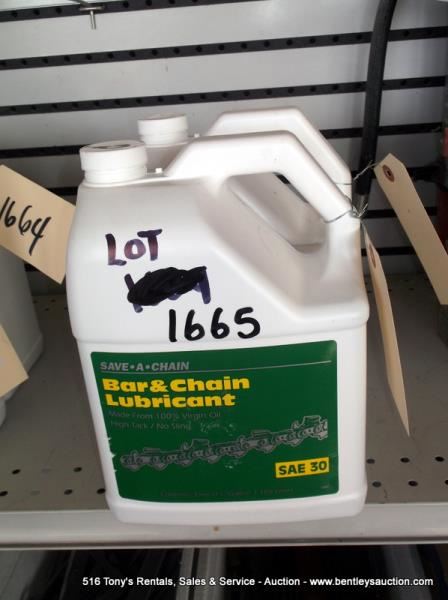 1664
LOT
1665
SAVE•A•CHAIN
Bar&Chain
Lubricant
Made From 100% Virgin Oil
High Tack / No Sling
SAE 30
516 Tony's Rentals, Sales & Service - Auction - www.bentleysauction.com